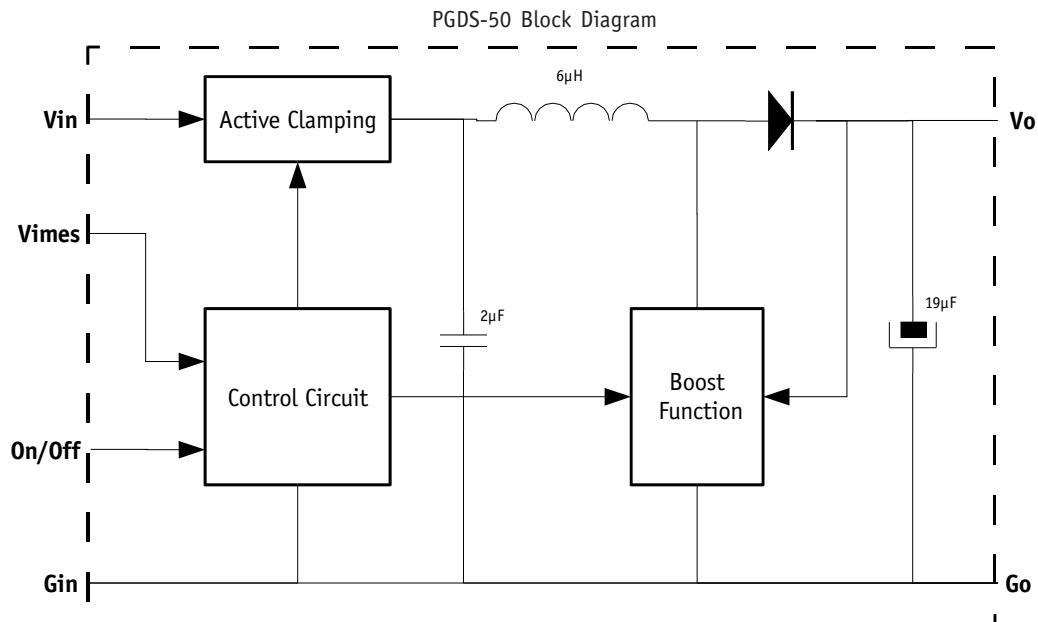 PGDS-50 Block Diagram
6µH
Vin
Active Clamping
Vo
Vimes
19µF
2µF
Control Circuit
Boost
Function
On/Off
Gin
Go